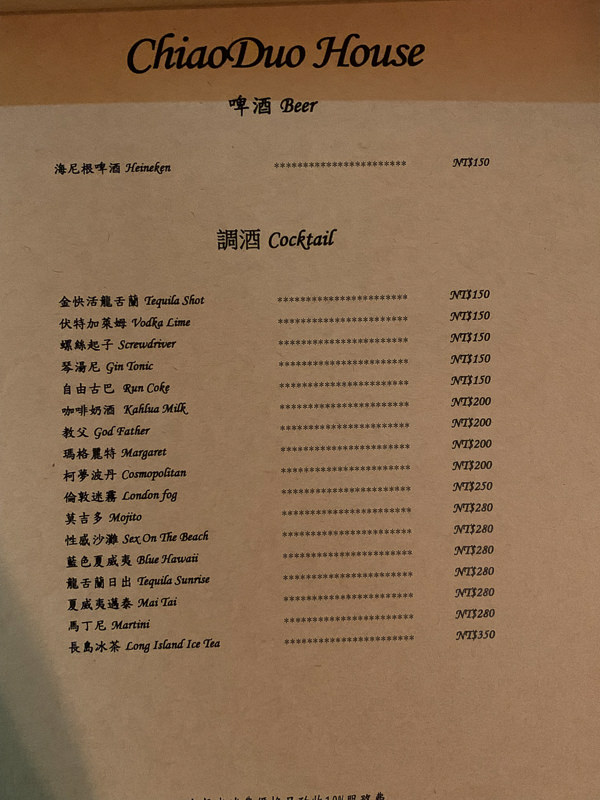 ChiaoDuo House
啤酒 Beer
海尼根啤酒 Heineken *********************** NT$150
調酒 Cocktail
金快活龍舌蘭 Tequila Shot *********************** NT$150
伏特加萊姆 Vodka Lime *********************** NT$150
螺絲起子 Screwdriver *********************** NT$150
琴湯尼 Gin Tonic *********************** NT$150
自由古巴 Run Coke *********************** NT$150
咖啡奶酒 Kahlua Milk *********************** NT$200
教父 God Father *********************** NT$200
瑪格麗特 Margaret *********************** NT$200
柯夢波丹 Cosmopolitan *********************** NT$200
倫敦迷霧 London fog *********************** NT$250
莫吉多 Mojito *********************** NT$280
性感沙灘 Sex On The Beach *********************** NT$280
藍色夏威夷 Blue Hawaii *********************** NT$280
龍舌蘭日出 Tequila Sunrise *********************** NT$280
夏威夷邁泰 Mai Tai *********************** NT$280
馬丁尼 Martini *********************** NT$280
長島冰茶 Long Island Ice Tea *********************** NT$350
10%服務費